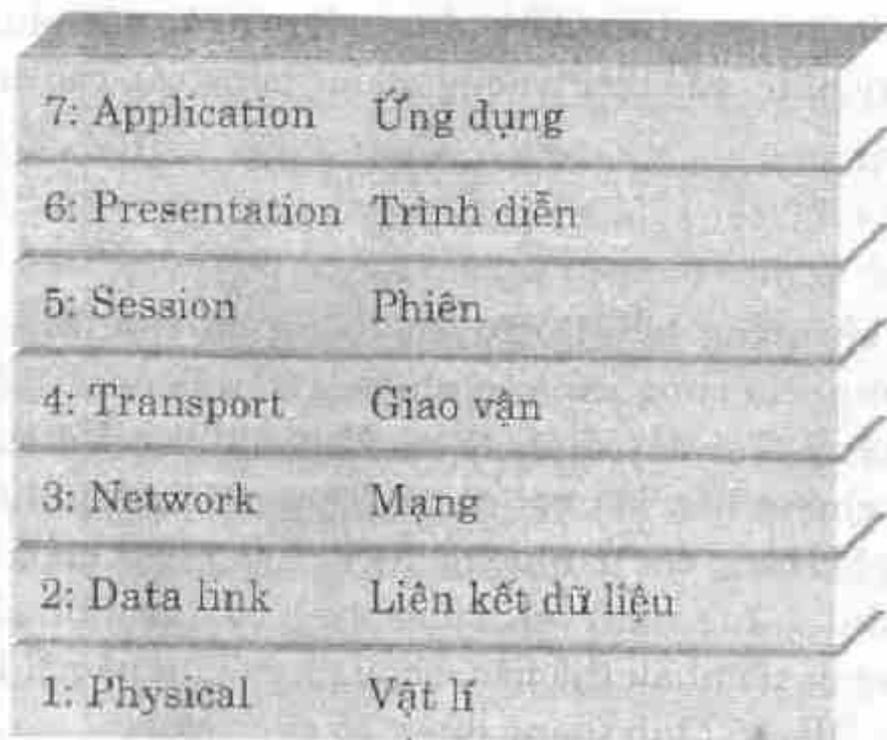 7: Application Ứng dụng
6: Presentation Trình diễn
5: Session Phiên
4: Transport Giao vận
3: Network Mạng
2: Data link Liên kết dữ liệu
1: Physical Vật lí